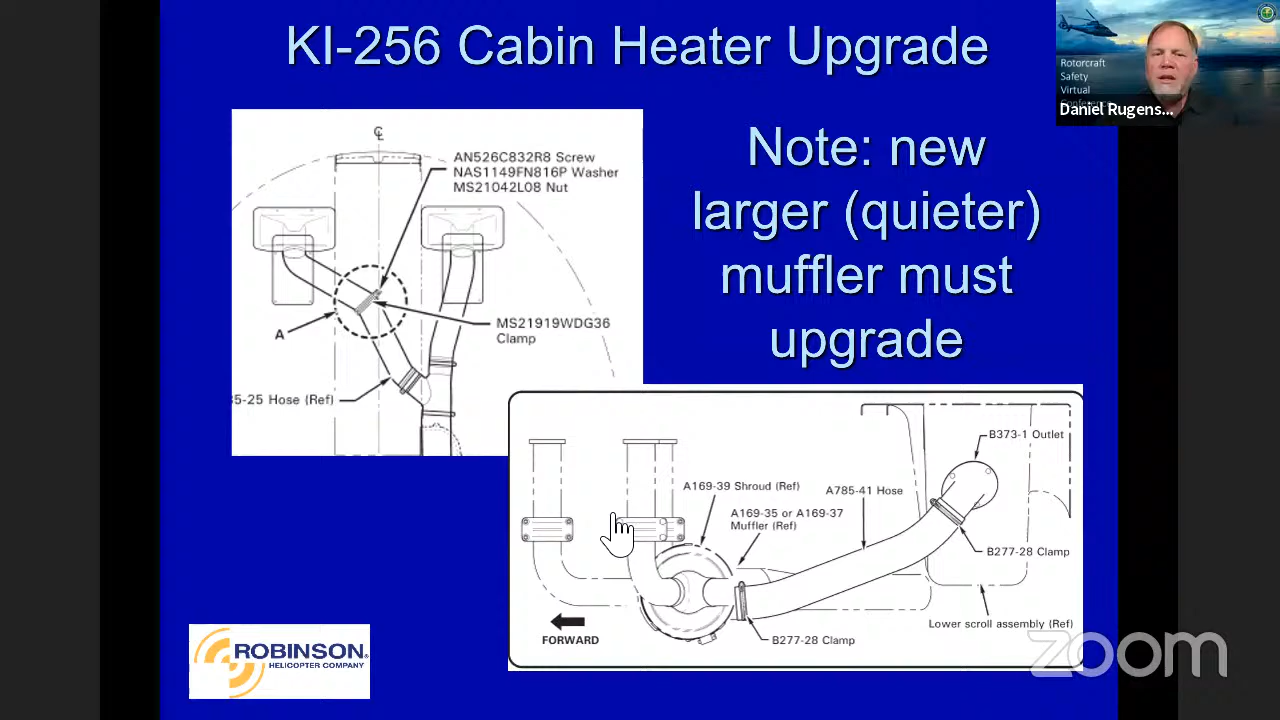 KI-256 Cabin Heater Upgrade
Rotorcraft
Safety
Virtual
Daniel Rugens...
Note: new
larger (quieter)
muffler must
upgrade
℄
AN526C832R8 Screw
NAS1149FN816P Washer
MS21042L08 Nut
A
MS21919WDG36
Clamp
35-25 Hose (Ref)
B373-1 Outlet
A169-39 Shroud (Ref)
A785-41 Hose
A169-35 or A169-37
Muffler (Ref)
B277-28 Clamp
FORWARD
B277-28 Clamp
Lower scroll assembly (Ref)
ROBINSON®
HELICOPTER COMPANY
zoom